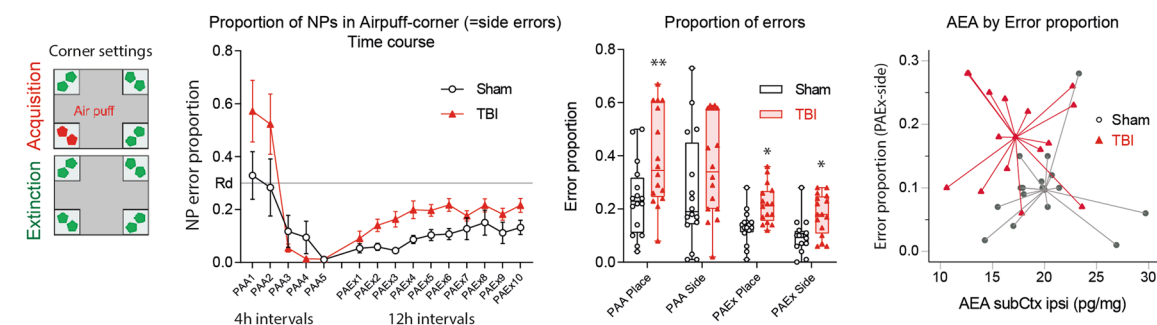 Corner settings
Acquisition
Air puff
Extinction
Proportion of NPs in Airpuff-corner (=side errors)
Time course
NP error proportion
0.8
0.6
0.4
Rd
0.2
0.0
Sham
TBI
PAA1
PAA2
PAA3
PAA4
PAA5
PAEx1
PAEx2
PAEx3
PAEx4
PAEx5
PAEx6
PAEx7
PAEx8
PAEx9
PAEx10
4h intervals
12h intervals
Proportion of errors
Error proportion
0.8
0.6
0.4
0.2
0.0
**
*
*
Sham
TBI
PAA Place
PAA Side
PAEx Place
PAEx Side
AEA by Error proportion
Error proportion (PAEx-side)
0.3
0.2
0.1
0.0
Sham
TBI
10
15
20
25
30
AEA subCtx ipsi (pg/mg)